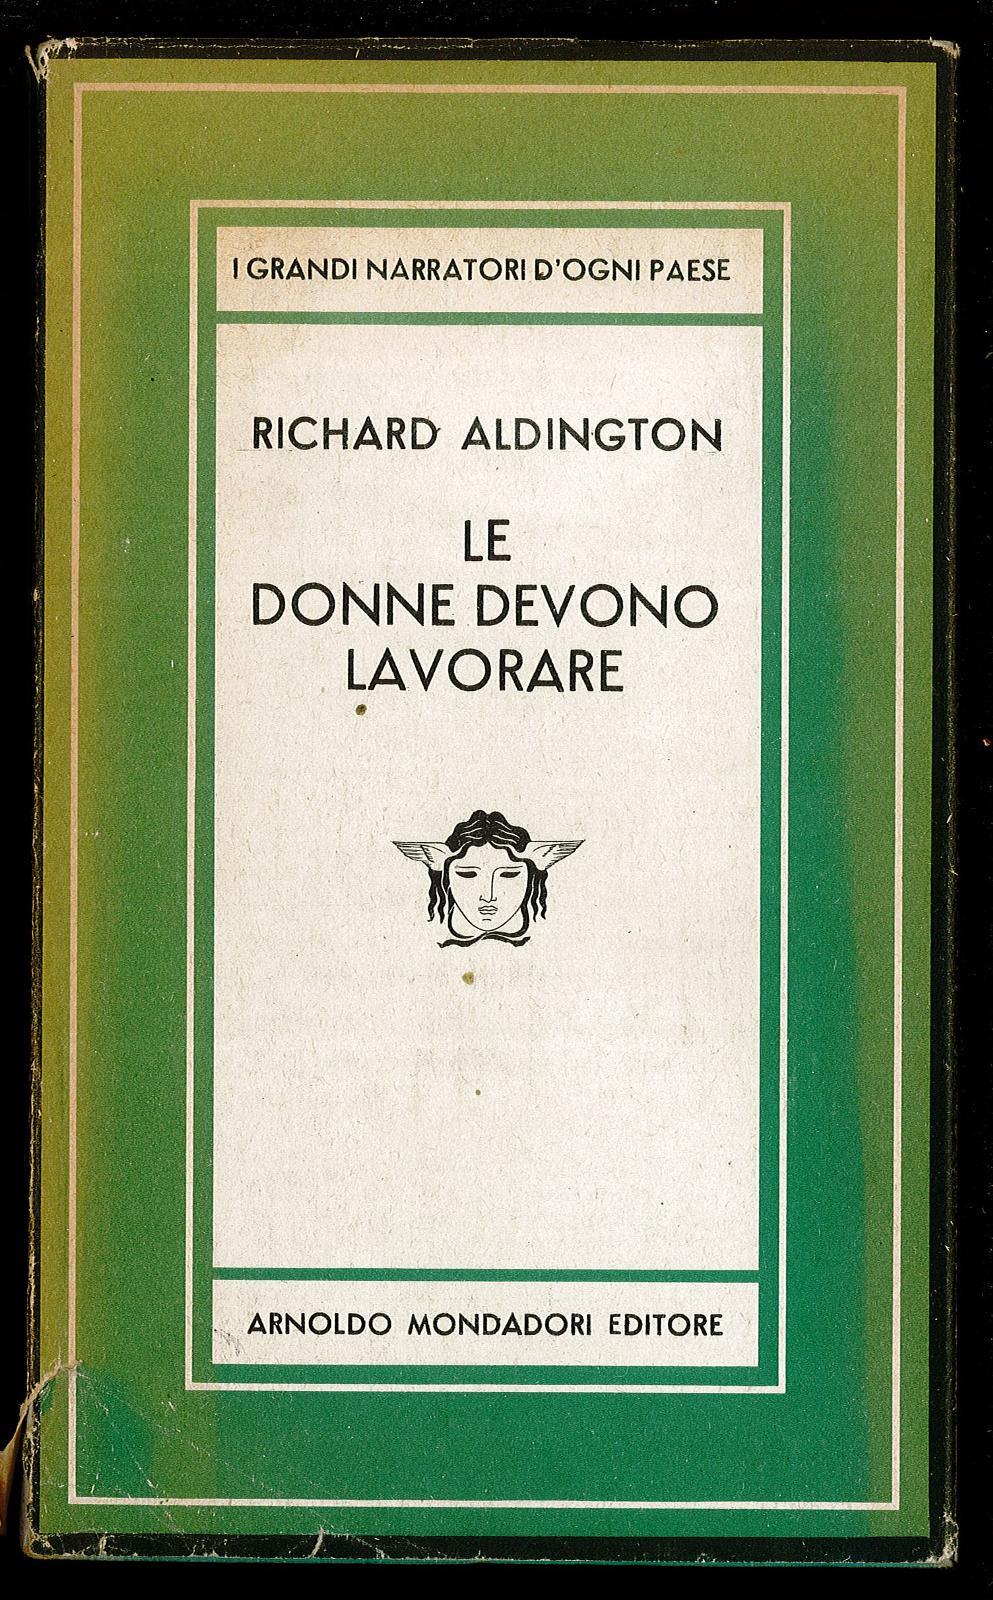 I GRANDI NARRATORI D'OGNI PAESE
RICHARD ALDINGTON
LE
DONNE DEVONO
LAVORARE
ARNOLDO MONDADORI EDITORE